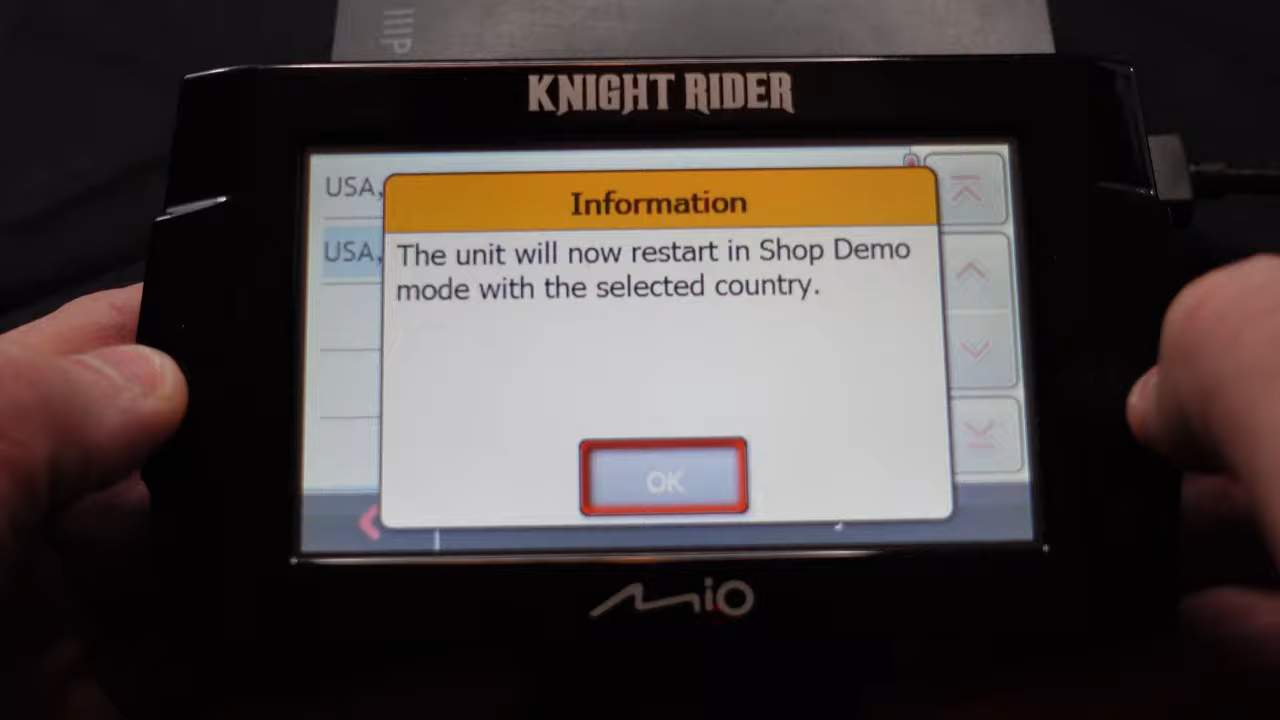 KNIGHT RIDER
USA,
USA,
Information
The unit will now restart in Shop Demo
mode with the selected country.
OK
Mio